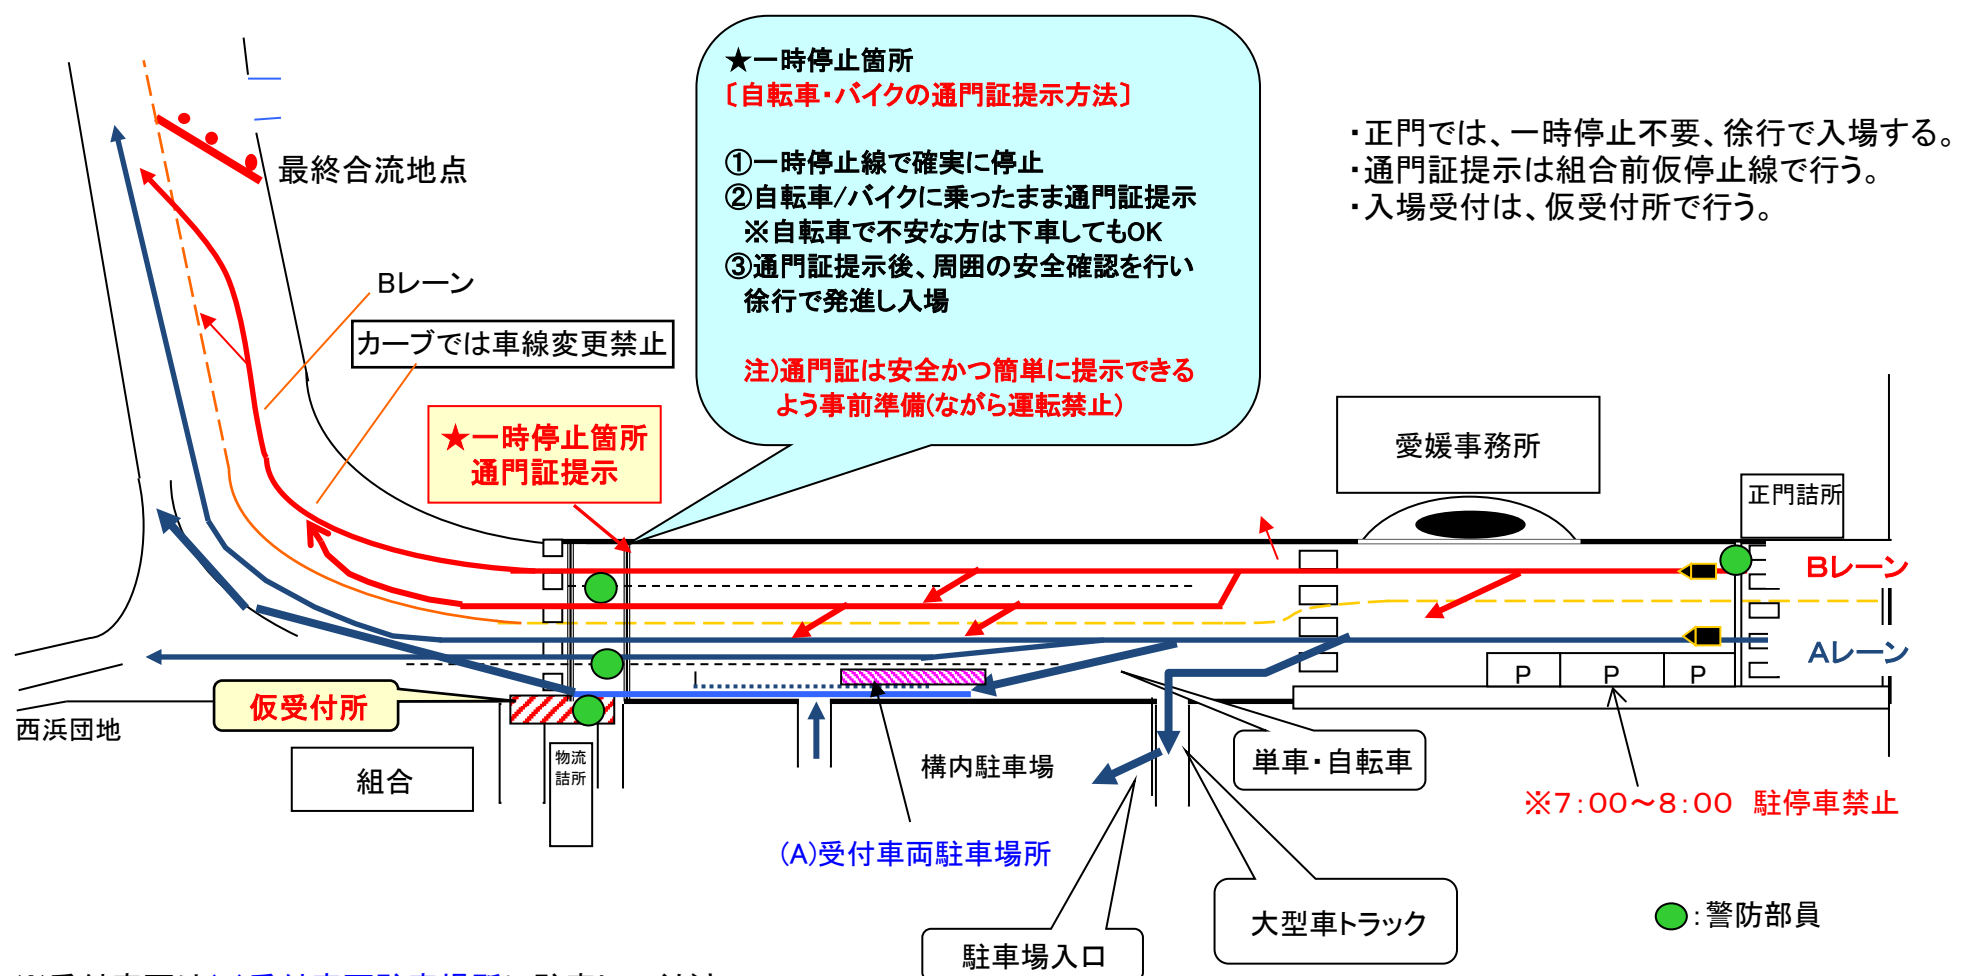 ★一時停止箇所
〔自転車・バイクの通門証提示方法〕
①一時停止線で確実に停止
②自転車/バイクに乗ったまま通門証提示
※自転車で不安な方は下車してもOK
③通門証提示後、周囲の安全確認を行い
徐行で発進し入場
注)通門証は安全かつ簡単に提示できる
よう事前準備(ながら運転禁止)
・正門では、一時停止不要、徐行で入場する。
・通門証提示は組合前仮停止線で行う。
・入場受付は、仮受付所で行う。
最終合流地点
Bレーン
カーブでは車線変更禁止
★一時停止箇所
通門証提示
愛媛事務所
正門詰所
Bレーン
Aレーン
P
P
P
仮受付所
西浜団地
組合
物流
詰所
構内駐車場
単車・自転車
※7:00～8:00 駐停車禁止
(A)受付車両駐車場所
大型車トラック
駐車場入口
:警防部員